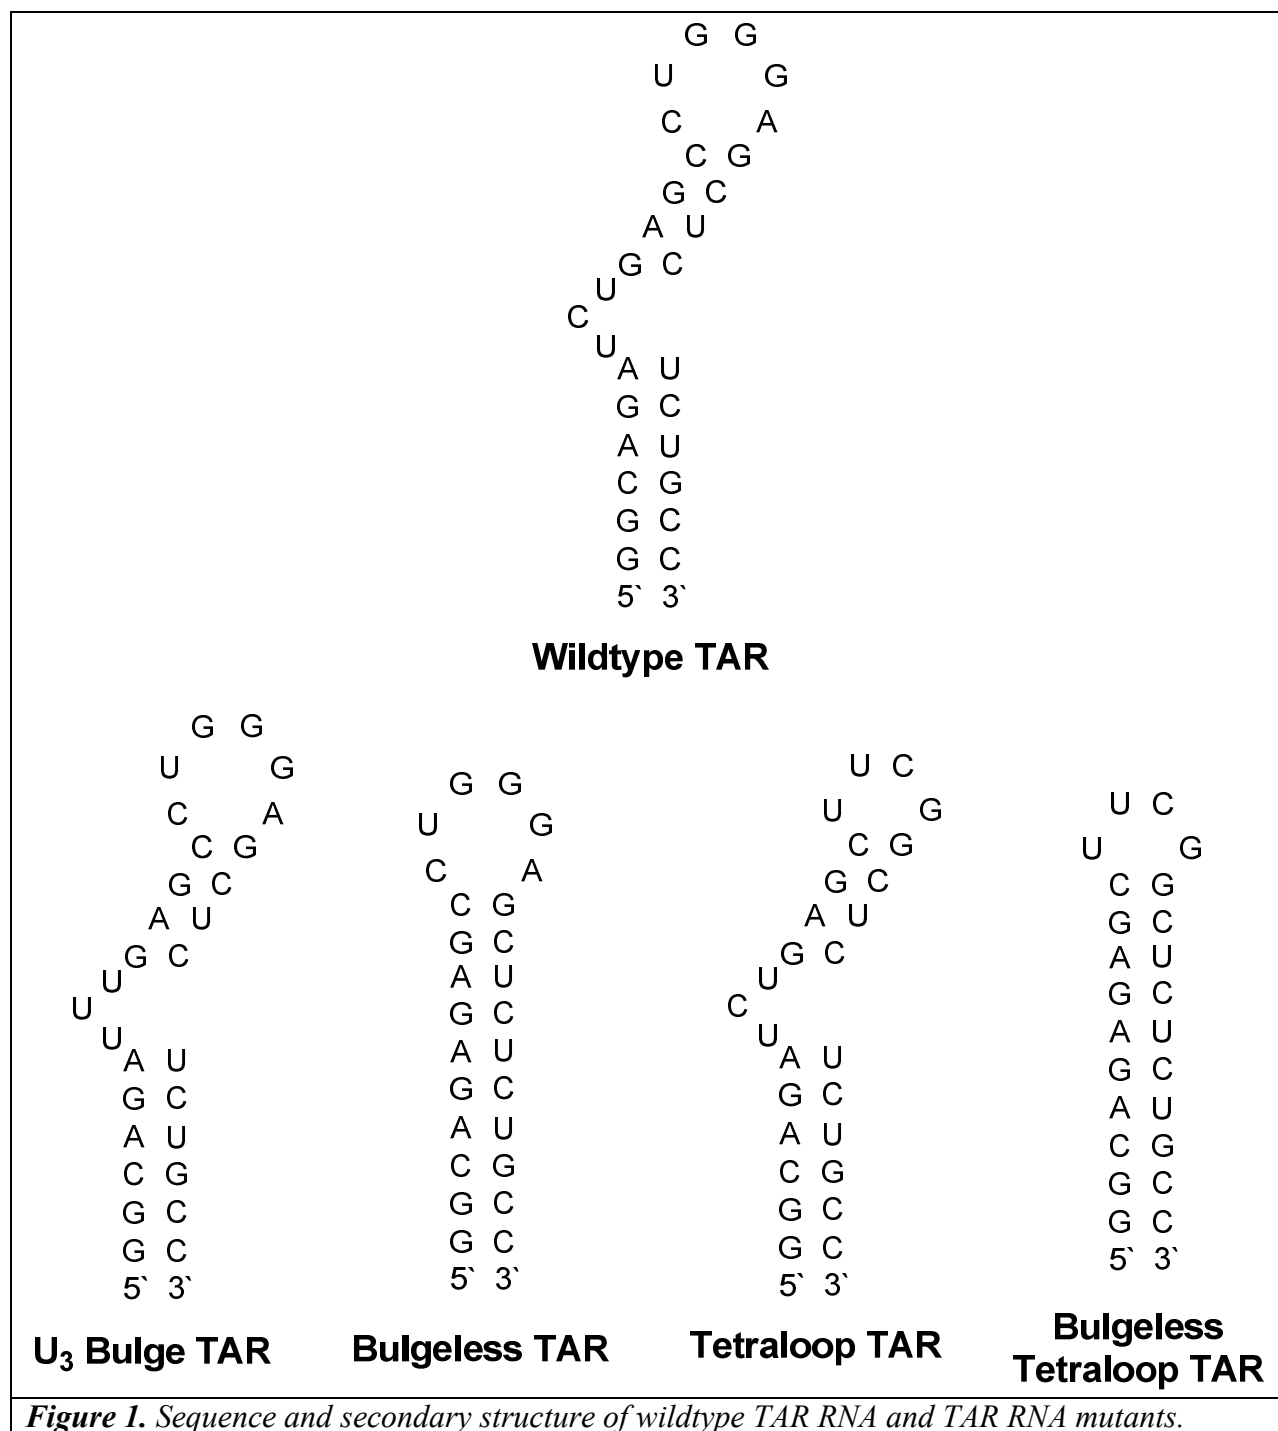 G G
U G
C A
C G
G C
A U
G C
U
C
U
A U
G C
A U
C G
G C
G C
5` 3`
Wildtype TAR
G G
U G
C A
C G
G C
A U
G C
U
U
U
A U
G C
A U
C G
G C
G C
5` 3`
U3 Bulge TAR
G G
U G
C A
C G
G C
A U
G C
A U
G C
A U
C G
G C
G C
5` 3`
Bulgeless TAR
U C
U G
C G
G C
A U
G C
U
C
U
A U
G C
A U
C G
G C
G C
5` 3`
Tetraloop TAR
U C
U G
C G
G C
A U
G C
A U
G C
A U
C G
G C
G C
5` 3`
Bulgeless
Tetraloop TAR
Figure 1. Sequence and secondary structure of wildtype TAR RNA and TAR RNA mutants.